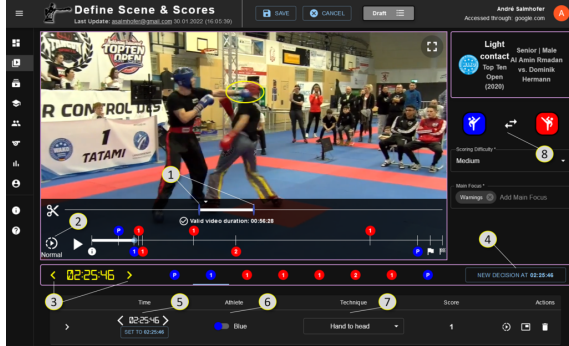 Define Scene & Scores
Last Update: asalmhofer@gmail.com 30.01.2022 (16:05:39)
SAVE
CANCEL
Draft
André Salmhofer
Accessed through: google.com
A
TOPTEN
OPEN
R CONTROL DES
WAKO
1
TATAMI
Light contact
Top Ten Open (2020)
Senior | Male
Al Amin Rmadan
vs. Dominik
Hermann
8
Scoring Difficulty *
Medium
Main Focus *
Warnings
Add Main Focus
1
Valid video duration: 00:56:28
2
Normal
P 1 1 1
1 1 2 P
4
3
02:25:46
P 1 1 1 1 2 1 P
NEW DECISION AT 02:25:46
5
6
7
Time Athlete Technique Score Actions
02:25:46
SET TO 02:25:46
Blue
Hand to head
1